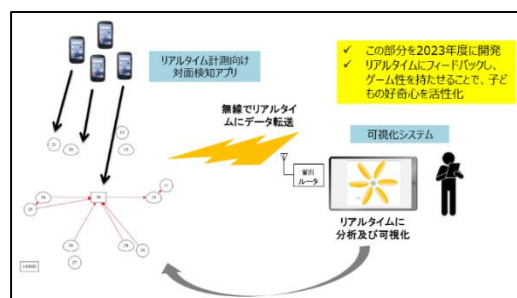 リアルタイム計測向け
対面検知アプリ
✓ この部分を2023年度に開発
✓ リアルタイムにフィードバックし、
ゲーム性を持たせることで、子ど
もの好奇心を活性化
無線でリアルタイ
ムにデータ転送
可視化システム
WiFi
ルータ
リアルタイムに
分析及び可視化